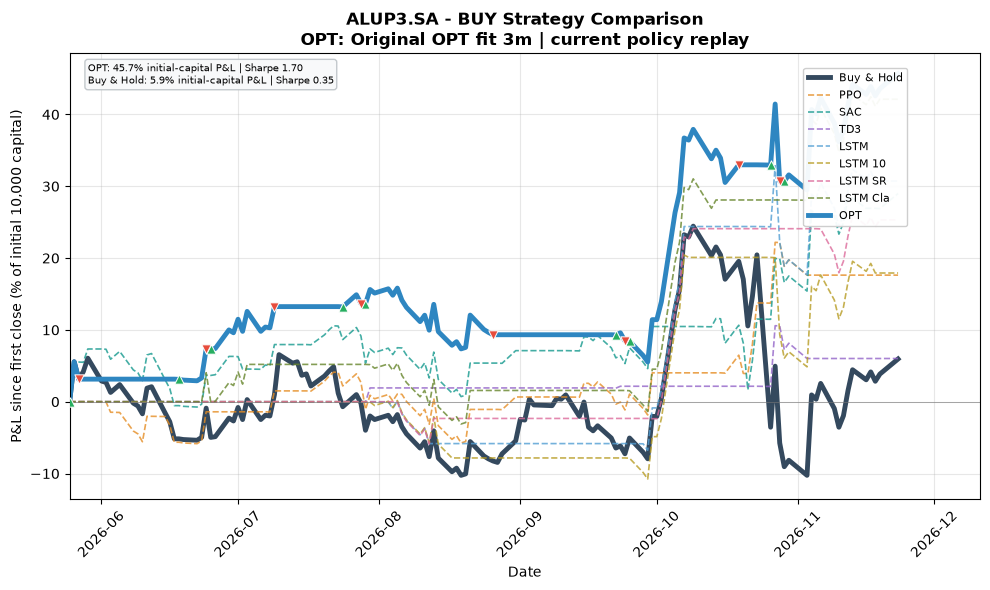 ALUP3.SA - BUY Strategy Comparison
OPT: Original OPT fit 3m | current policy replay
OPT: 45.7% initial-capital P&L | Sharpe 1.70
Buy & Hold: 5.9% initial-capital P&L | Sharpe 0.35
Buy & Hold
PPO
SAC
TD3
LSTM
LSTM 10
LSTM SR
LSTM Cla
OPT
P&L since first close (% of initial 10,000 capital)
40
30
20
10
0
−10
2026-06
2026-07
2026-08
2026-09
2026-10
2026-11
2026-12
Date